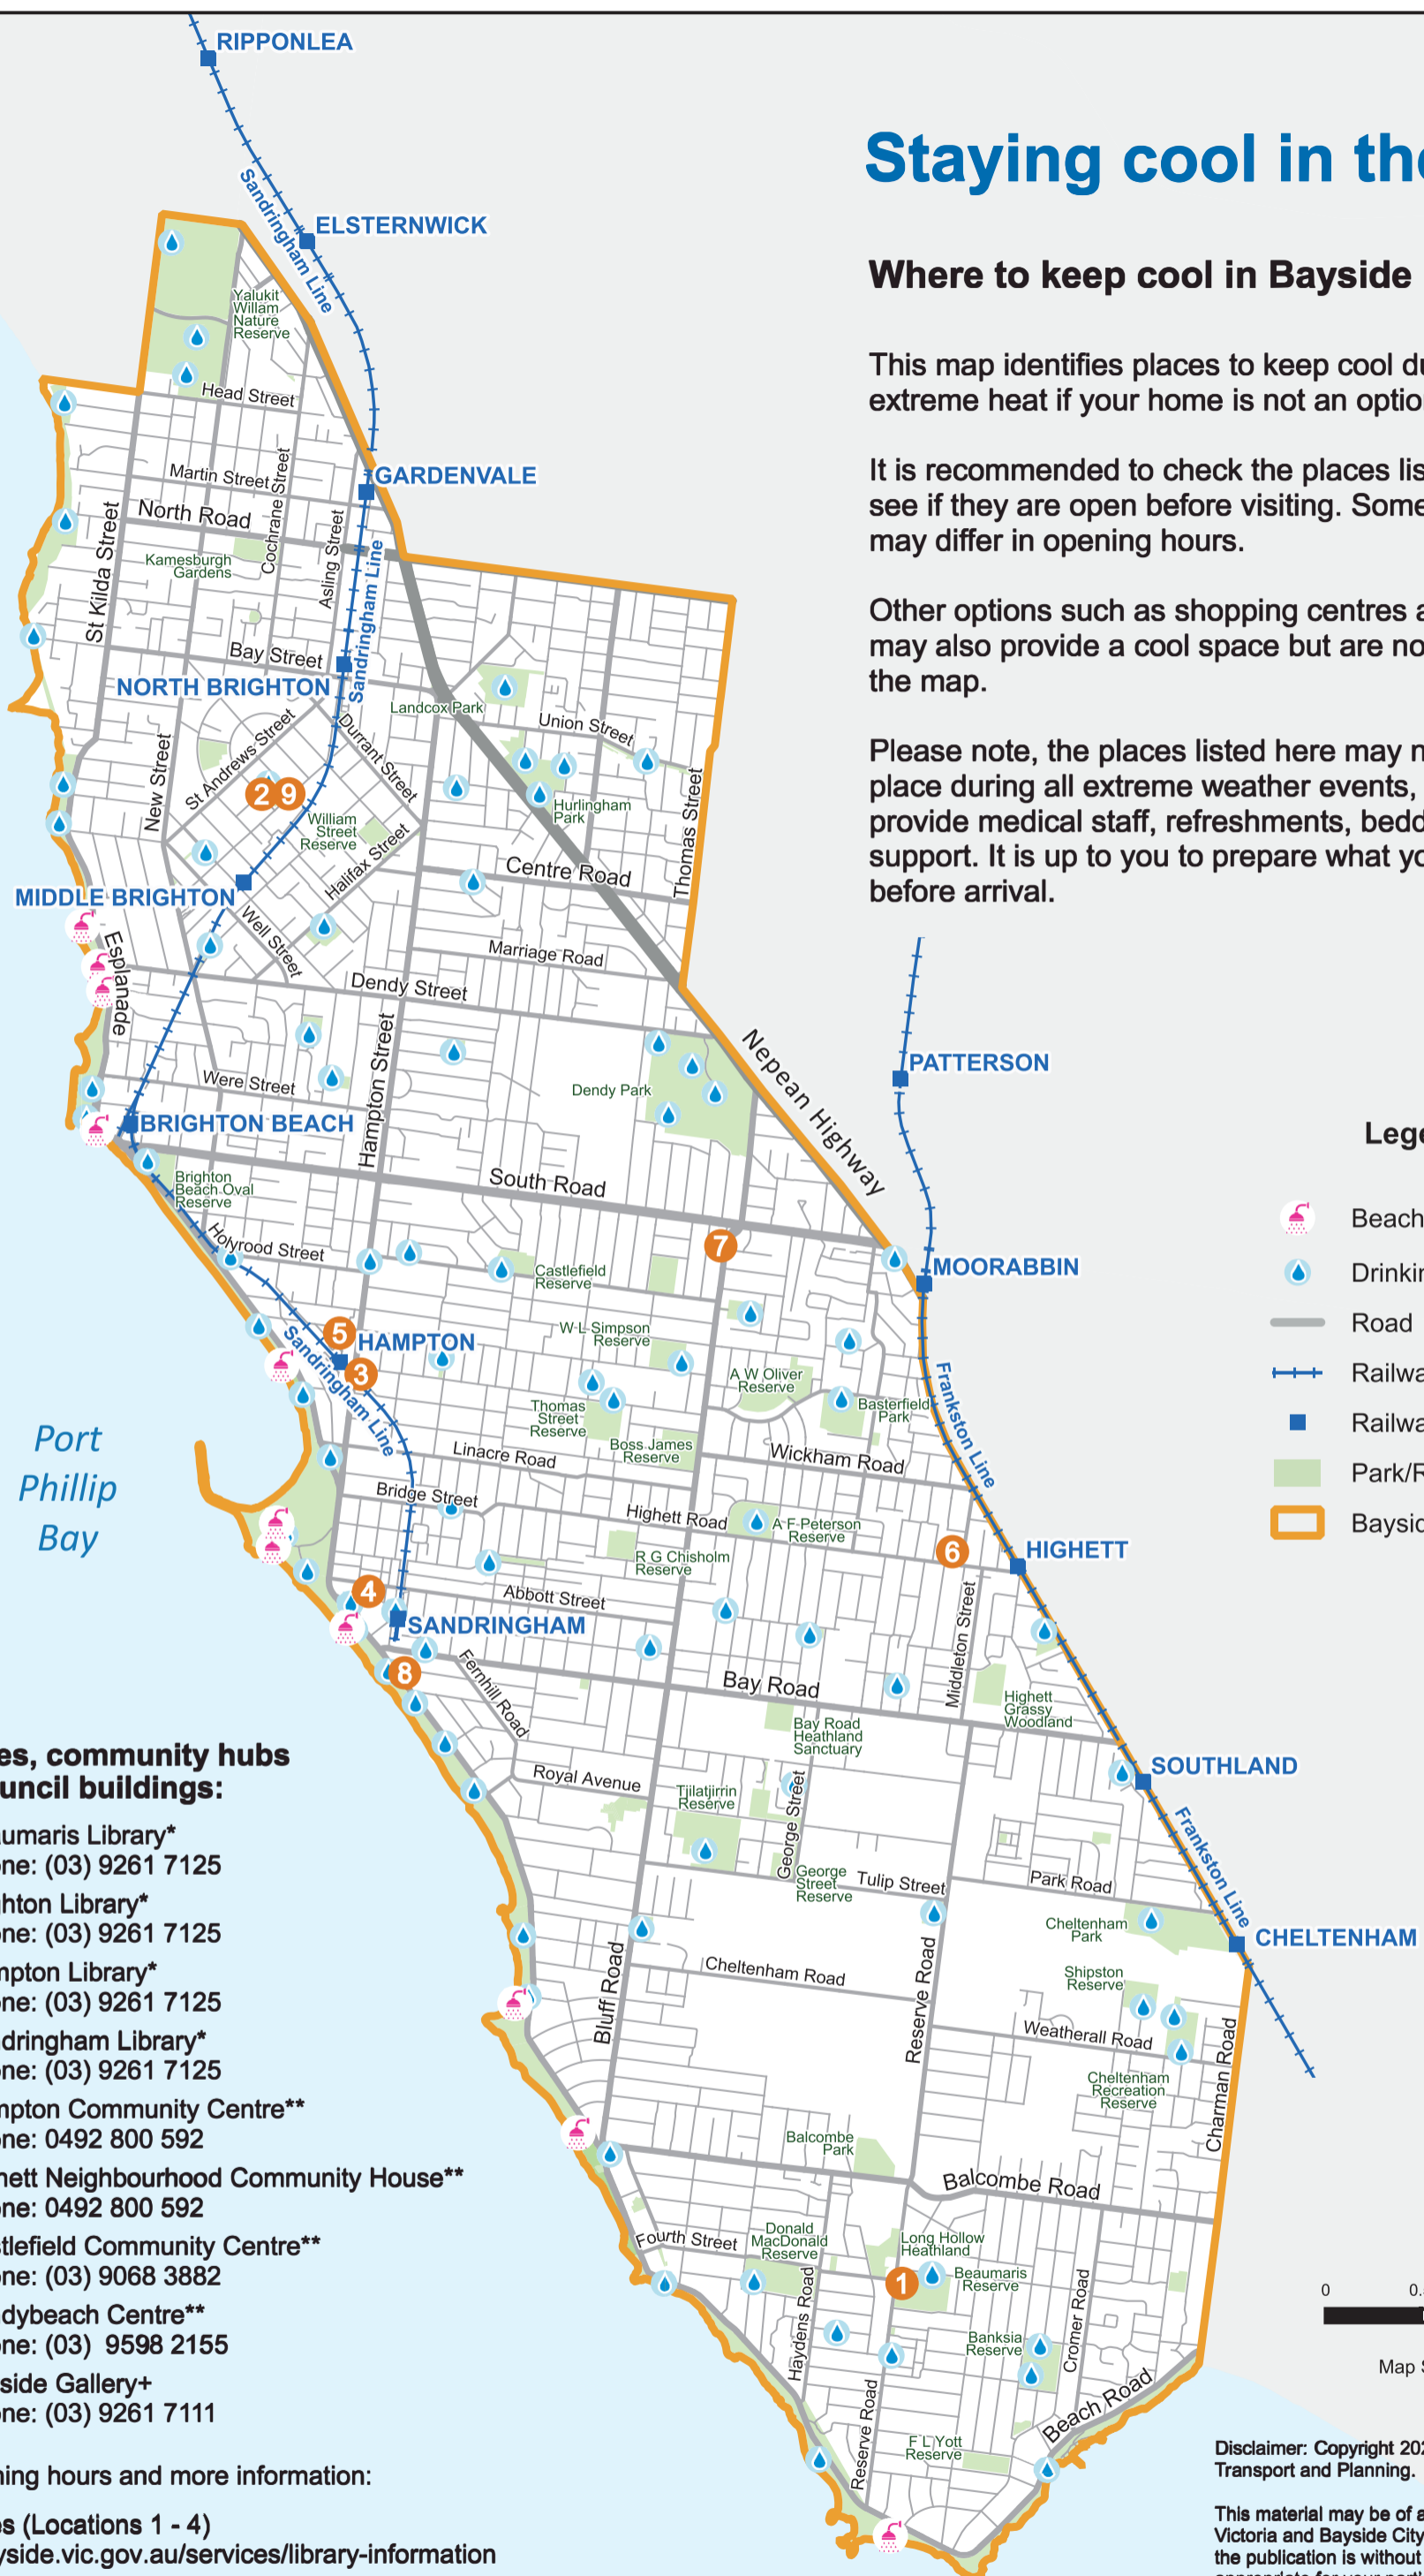 RIPPONLEA
Sandringham Line
ELSTERNWICK
Staying cool in the
Where to keep cool in Bayside
This map identifies places to keep cool du
extreme heat if your home is not an optio
It is recommended to check the places lis
see if they are open before visiting. Some
may differ in opening hours.
Other options such as shopping centres a
may also provide a cool space but are no
the map.
Please note, the places listed here may n
place during all extreme weather events,
provide medical staff, refreshments, bedd
support. It is up to you to prepare what yo
before arrival.
Yalukit
Willam
Nature
Reserve
Head Street
Martin Street
Cochrane Street
GARDENVALE
North Road
Asling Street
St Kilda Street
Kamesburgh
Gardens
Sandringham Line
Bay Street
NORTH BRIGHTON
Landcox Park
Union Street
St Andrews Street
Durrant Street
New Street
2 9
Hurlingham
Park
Thomas Street
William
Street
Reserve
Halifax Street
Centre Road
MIDDLE BRIGHTON
Well Street
Esplanade
Marriage Road
Dendy Street
Hampton Street
Nepean Highway
Were Street
Dendy Park
PATTERSON
BRIGHTON BEACH
South Road
Brighton
Beach Oval
Reserve
Holyrood Street
7
Castlefield
Reserve
MOORABBIN
5
HAMPTON
3
Sandringham Line
W L Simpson
Reserve
A W Oliver
Reserve
Basterfield
Park
Frankston Line
Thomas
Street
Reserve
Boss James
Reserve
Linacre Road
Wickham Road
Bridge Street
Highett Road
A F Peterson
Reserve
R G Chisholm
Reserve
6
HIGHETT
4
Abbott Street
SANDRINGHAM
Middleton Street
8
Fernhill Road
Bay Road
Highett
Grassy
Woodland
Bay Road
Heathland
Sanctuary
SOUTHLAND
Royal Avenue
Tjilatjirrin
Reserve
George Street
George
Street
Reserve
Tulip Street
Park Road
Frankston Line
Cheltenham
Park
CHELTENHAM
Bluff Road
Cheltenham Road
Reserve Road
Shipston
Reserve
Weatherall Road
Cheltenham
Recreation
Reserve
Charman Road
Balcombe
Park
Balcombe Road
Fourth Street
Donald
MacDonald
Reserve
Long Hollow
Heathland
1
Beaumaris
Reserve
Haydens Road
Banksia
Reserve
Cromer Road
Reserve Road
F L Yott
Reserve
Beach Road
Port
Phillip
Bay
Lege
Beach
Drinkin
Road
Railwa
Railwa
Park/R
Baysid
0 0.
Map S
es, community hubs
uncil buildings:
aumaris Library*
one: (03) 9261 7125
ghton Library*
one: (03) 9261 7125
mpton Library*
one: (03) 9261 7125
ndringham Library*
one: (03) 9261 7125
mpton Community Centre**
one: 0492 800 592
hett Neighbourhood Community House**
one: 0492 800 592
stlefield Community Centre**
one: (03) 9068 3882
ndybeach Centre**
one: (03) 9598 2155
side Gallery+
one: (03) 9261 7111
ning hours and more information:
s (Locations 1 - 4)
yside.vic.gov.au/services/library-information
Disclaimer: Copyright 202
Transport and Planning.
This material may be of a
Victoria and Bayside City
the publication is without